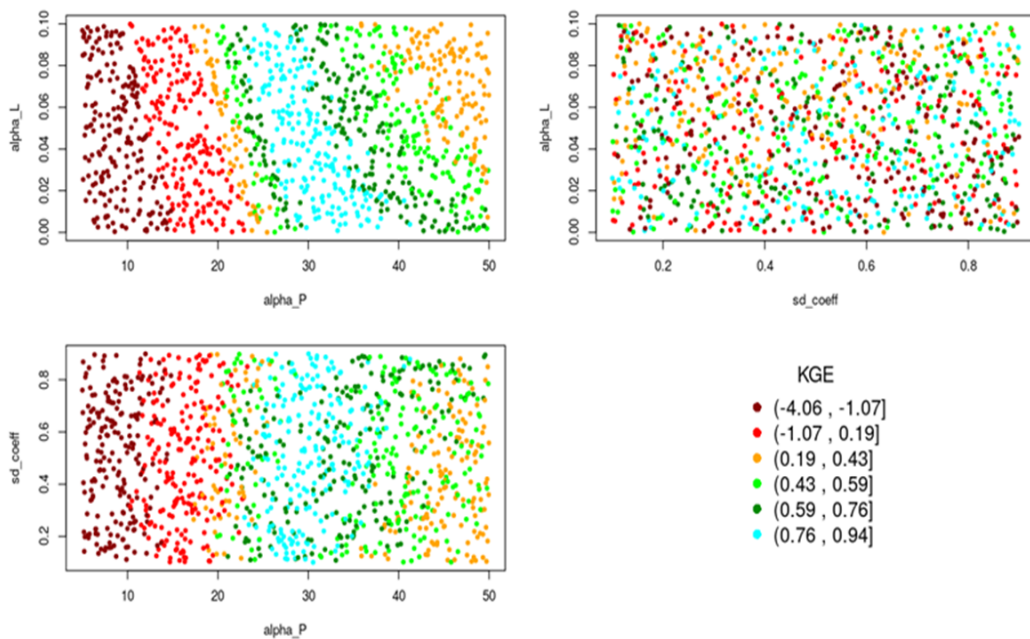 alpha_L
0.00 0.02 0.04 0.06 0.08 0.10
10 20 30 40 50
alpha_P
alpha_L
0.00 0.02 0.04 0.06 0.08 0.10
0.2 0.4 0.6 0.8
sd_coeff
sd_coeff
0.2 0.4 0.6 0.8
10 20 30 40 50
alpha_P
KGE
(-4.06 , -1.07]
(-1.07 , 0.19]
(0.19 , 0.43]
(0.43 , 0.59]
(0.59 , 0.76]
(0.76 , 0.94]